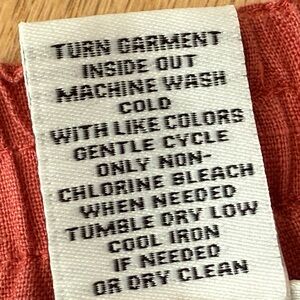 TURN GARMENT
INSIDE OUT
MACHINE WASH
COLD
WITH LIKE COLORS
GENTLE CYCLE
ONLY NON-
CHLORINE BLEACH
WHEN NEEDED
TUMBLE DRY LOW
COOL IRON
IF NEEDED
OR DRY CLEAN